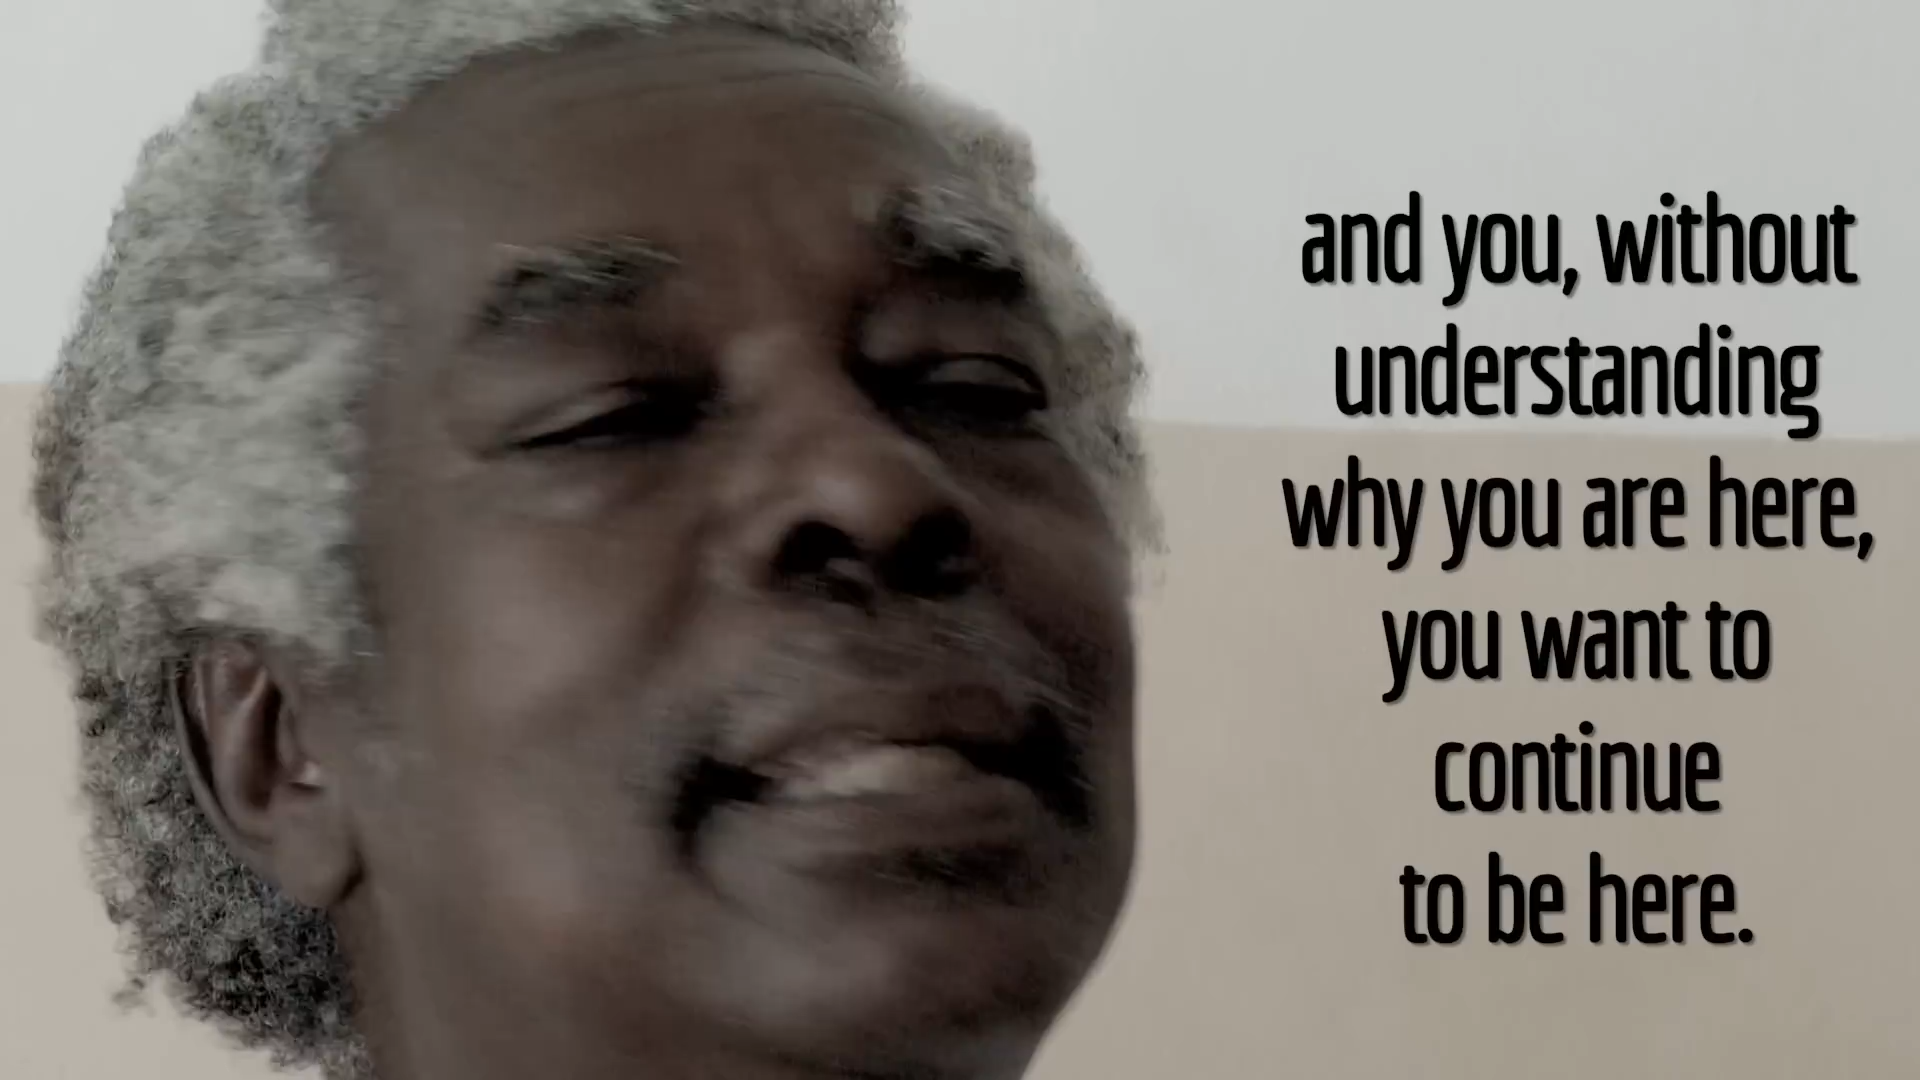 and you, without
understanding
why you are here,
you want to
continue
to be here.